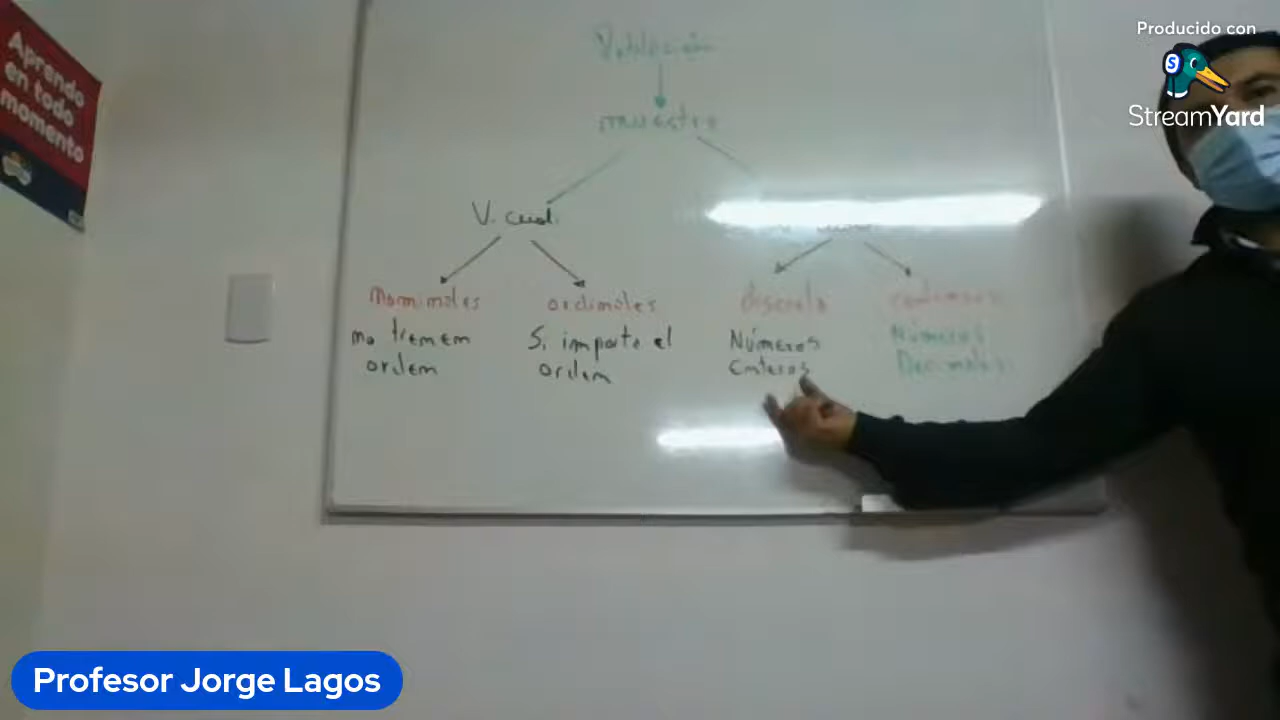 Aprendo
en todo
momento
Producido con
StreamYard
Población
muestra
V. cual.
Nominales
ordinales
discreta
continuas
no tienen
orden
Si importa el
orden
Números
Enteros
Números
Decimales
Profesor Jorge Lagos